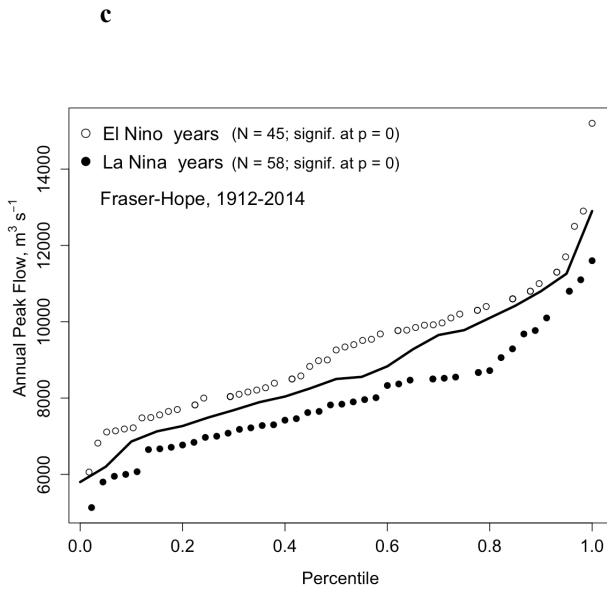 c
El Nino years (N = 45; signif. at p = 0)
La Nina years (N = 58; signif. at p = 0)
Fraser-Hope, 1912-2014
Annual Peak Flow, m³ s⁻¹
14000
12000
10000
8000
6000
0.0 0.2 0.4 0.6 0.8 1.0
Percentile